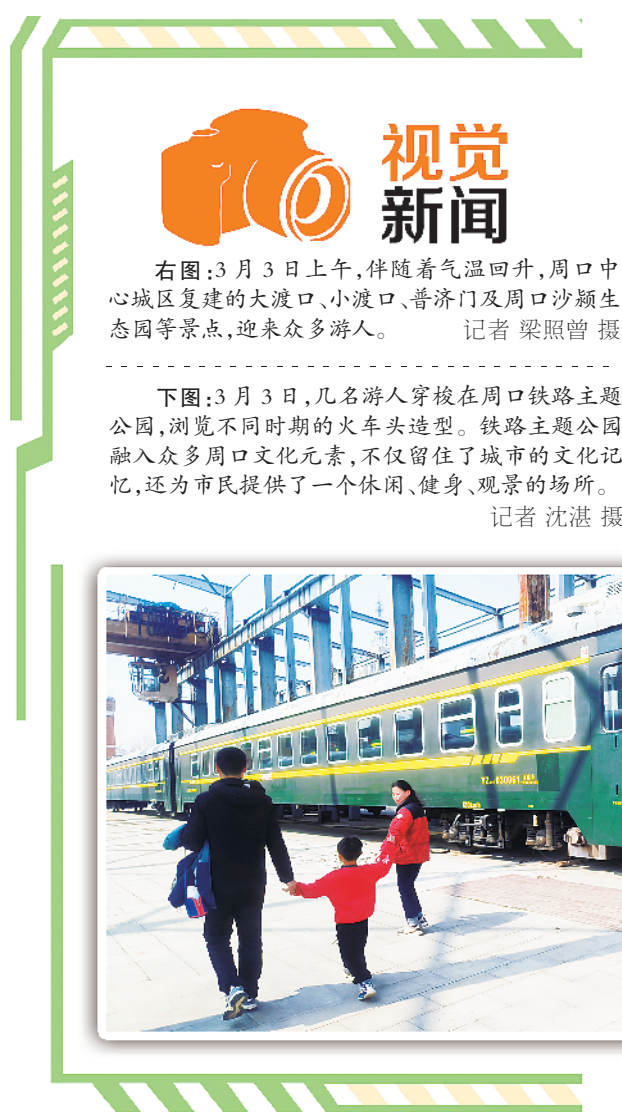 视觉
新闻
右图:3月3日上午,伴随着气温回升,周口中
心城区复建的大渡口、小渡口、普济门及周口沙颍生
态园等景点,迎来众多游人。 记者 梁照曾 摄
下图:3月3日,几名游人穿梭在周口铁路主题
公园,浏览不同时期的火车头造型。铁路主题公园
融入众多周口文化元素,不仅留住了城市的文化记
忆,还为市民提供了一个休闲、健身、观景的场所。
记者 沈湛 摄